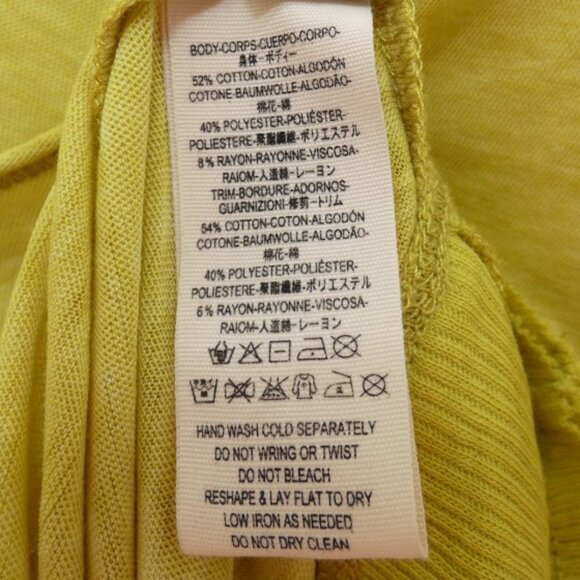 BODY-CORPS-CUERPO-CORPO-
身体-ボディー
52% COTTON-COTON-ALGODÓN
COTONE-BAUMWOLLE-ALGODÃO-
棉花-綿
40% POLYESTER-POLIÉSTER-
POLIESTERE-聚酯纖維-ポリエステル
8% RAYON-RAYONNE-VISCOSA-
RAIOM-人造絲-レーヨン
TRIM-BORDURE-ADORNOS-
GUARNIZIONI-修剪-トリム
54% COTTON-COTON-ALGODÓN
COTONE-BAUMWOLLE-ALGODÃO-
棉花-綿
40% POLYESTER-POLIÉSTER-
POLIESTERE-聚酯纖維-ポリエステル
6% RAYON-RAYONNE-VISCOSA-
RAIOM-人造絲-レーヨン
HAND WASH COLD SEPARATELY
DO NOT WRING OR TWIST
DO NOT BLEACH
RESHAPE & LAY FLAT TO DRY
LOW IRON AS NEEDED
DO NOT DRY CLEAN